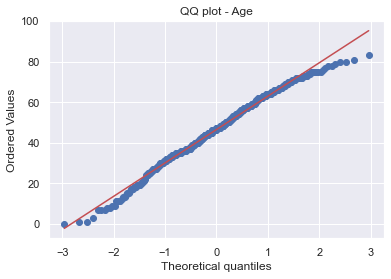 QQ plot - Age
Ordered Values
100
80
60
40
20
0
-3 -2 -1 0 1 2 3
Theoretical quantiles